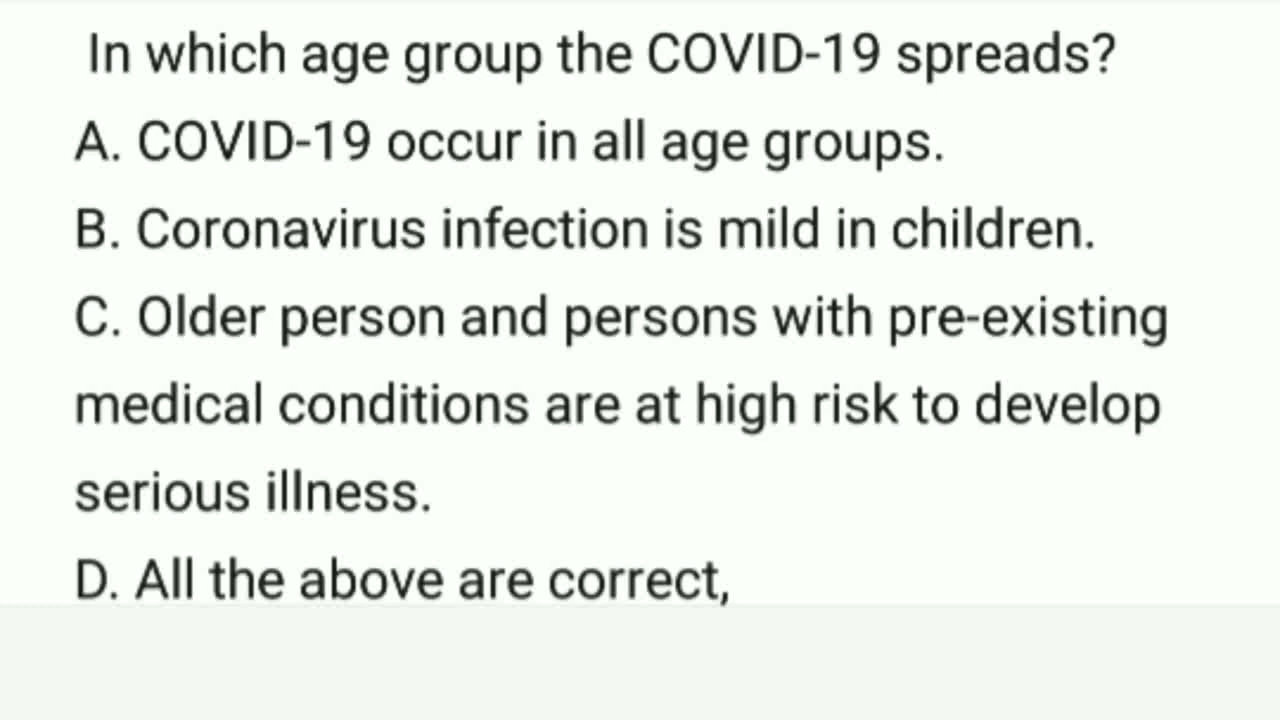 In which age group the COVID-19 spreads?
A. COVID-19 occur in all age groups.
B. Coronavirus infection is mild in children.
C. Older person and persons with pre-existing
medical conditions are at high risk to develop
serious illness.
D. All the above are correct,